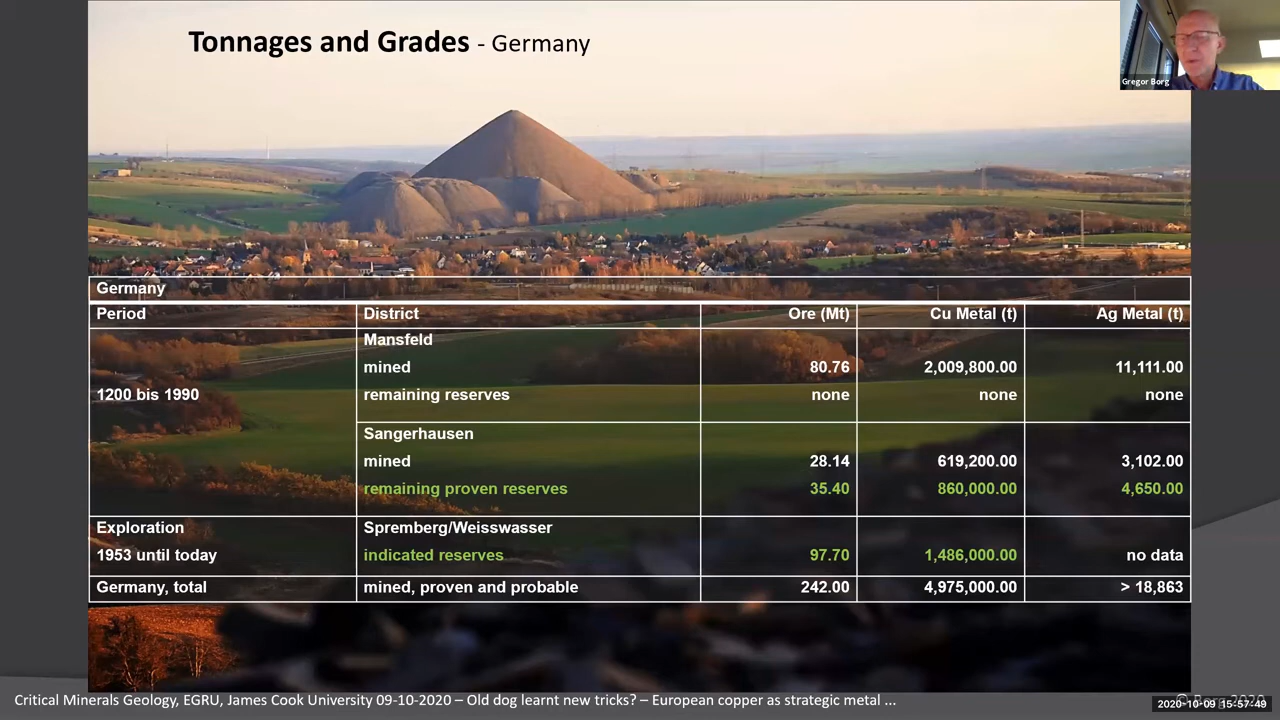 Tonnages and Grades - Germany
Gregor Borg
Germany
Period District Ore (Mt) Cu Metal (t) Ag Metal (t)
Mansfeld
mined 80.76 2,009,800.00 11,111.00
1200 bis 1990 remaining reserves none none none
Sangerhausen
mined 28.14 619,200.00 3,102.00
remaining proven reserves 35.40 860,000.00 4,650.00
Exploration Spremberg/Weisswasser
1953 until today indicated reserves 97.70 1,486,000.00 no data
Germany, total mined, proven and probable 242.00 4,975,000.00 > 18,863
Critical Minerals Geology, EGRU, James Cook University 09-10-2020 – Old dog learnt new tricks? – European copper as strategic metal ...
© Borg 2020
2020-10-09 15:57:49